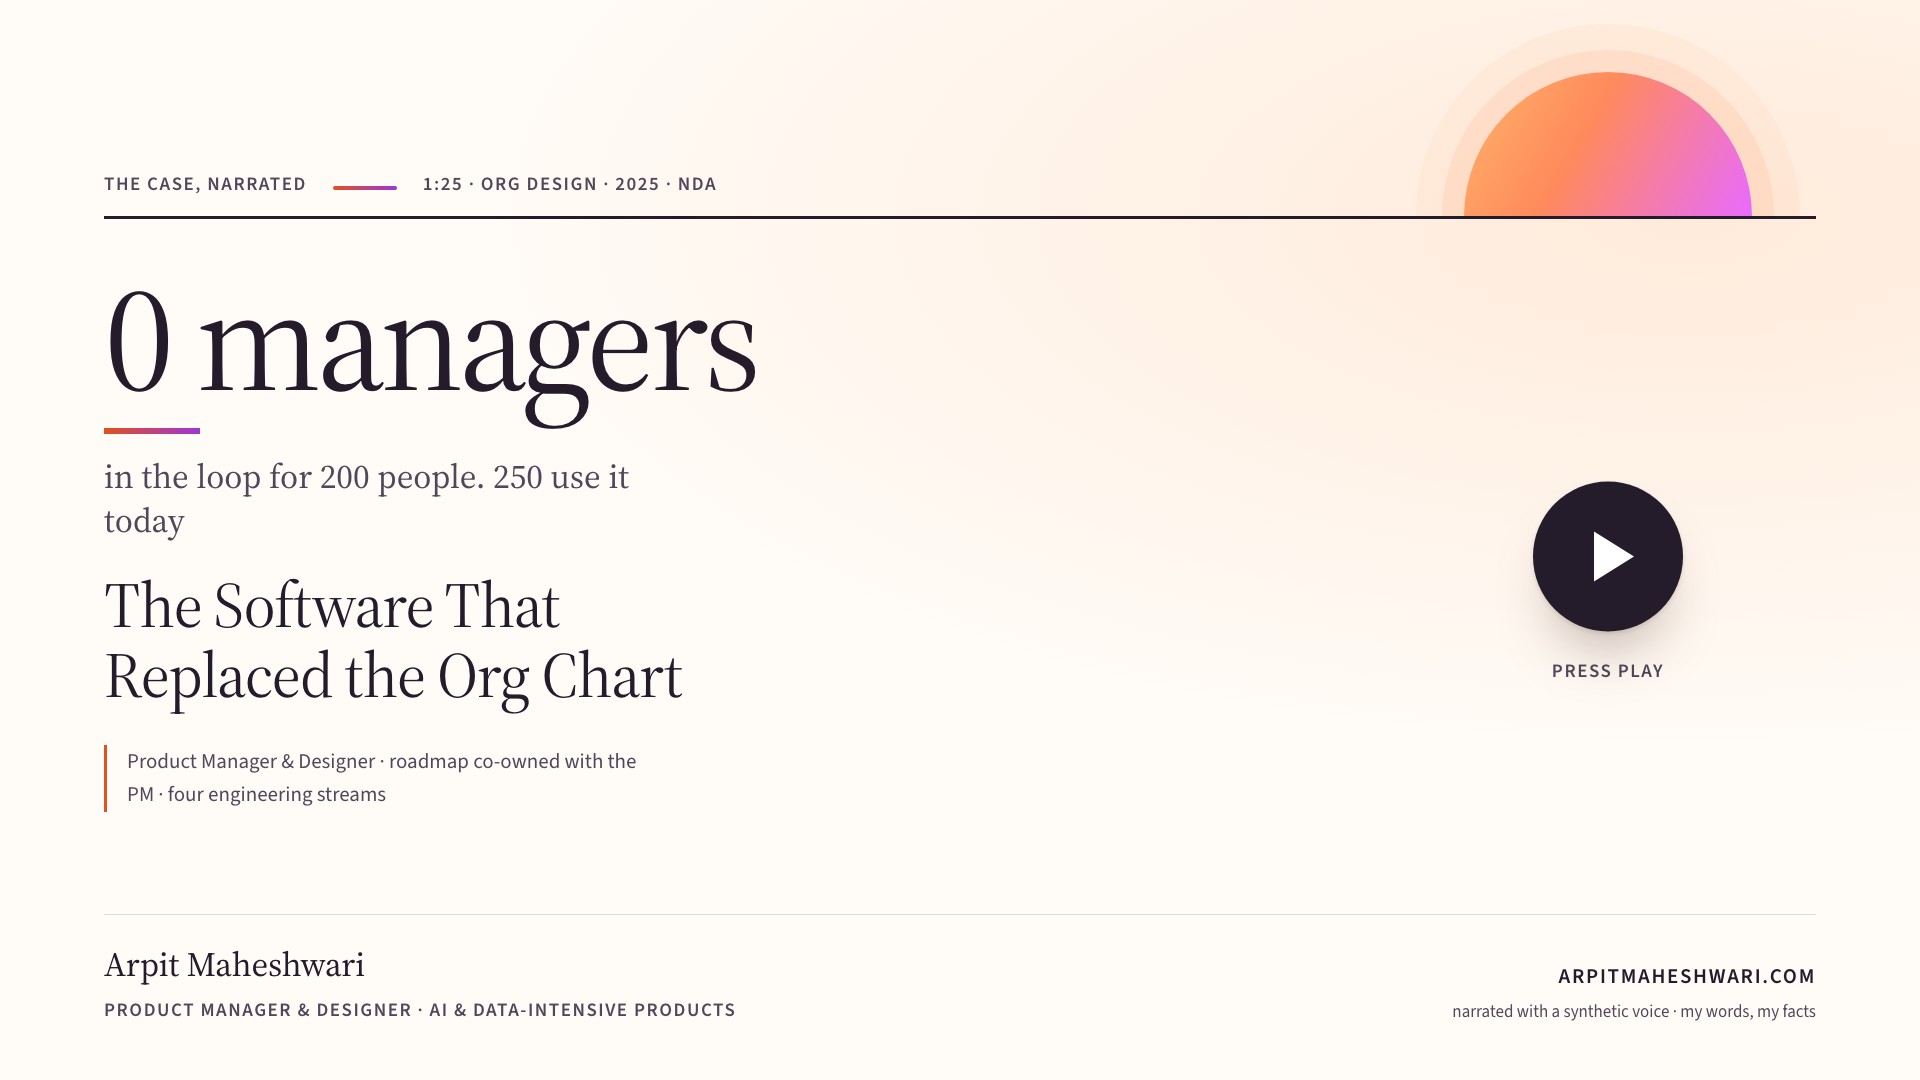 THE CASE, NARRATED
1:25 · ORG DESIGN · 2025 · NDA
0 managers
in the loop for 200 people. 250 use it
today
The Software That
Replaced the Org Chart
Product Manager & Designer · roadmap co-owned with the
PM · four engineering streams
PRESS PLAY
Arpit Maheshwari
PRODUCT MANAGER & DESIGNER · AI & DATA-INTENSIVE PRODUCTS
ARPITMAHESHWARI.COM
narrated with a synthetic voice · my words, my facts